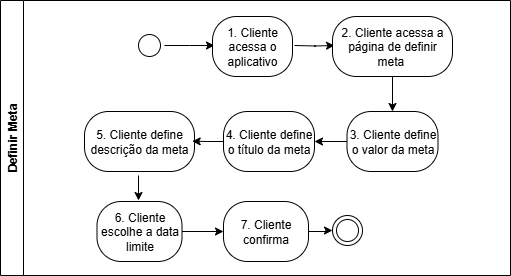 Definir Meta
1. Cliente
acessa o
aplicativo
2. Cliente acessa a
página de definir
meta
3. Cliente define
o valor da meta
4. Cliente define
o título da meta
5. Cliente define
descrição da meta
6. Cliente
escolhe a data
limite
7. Cliente
confirma